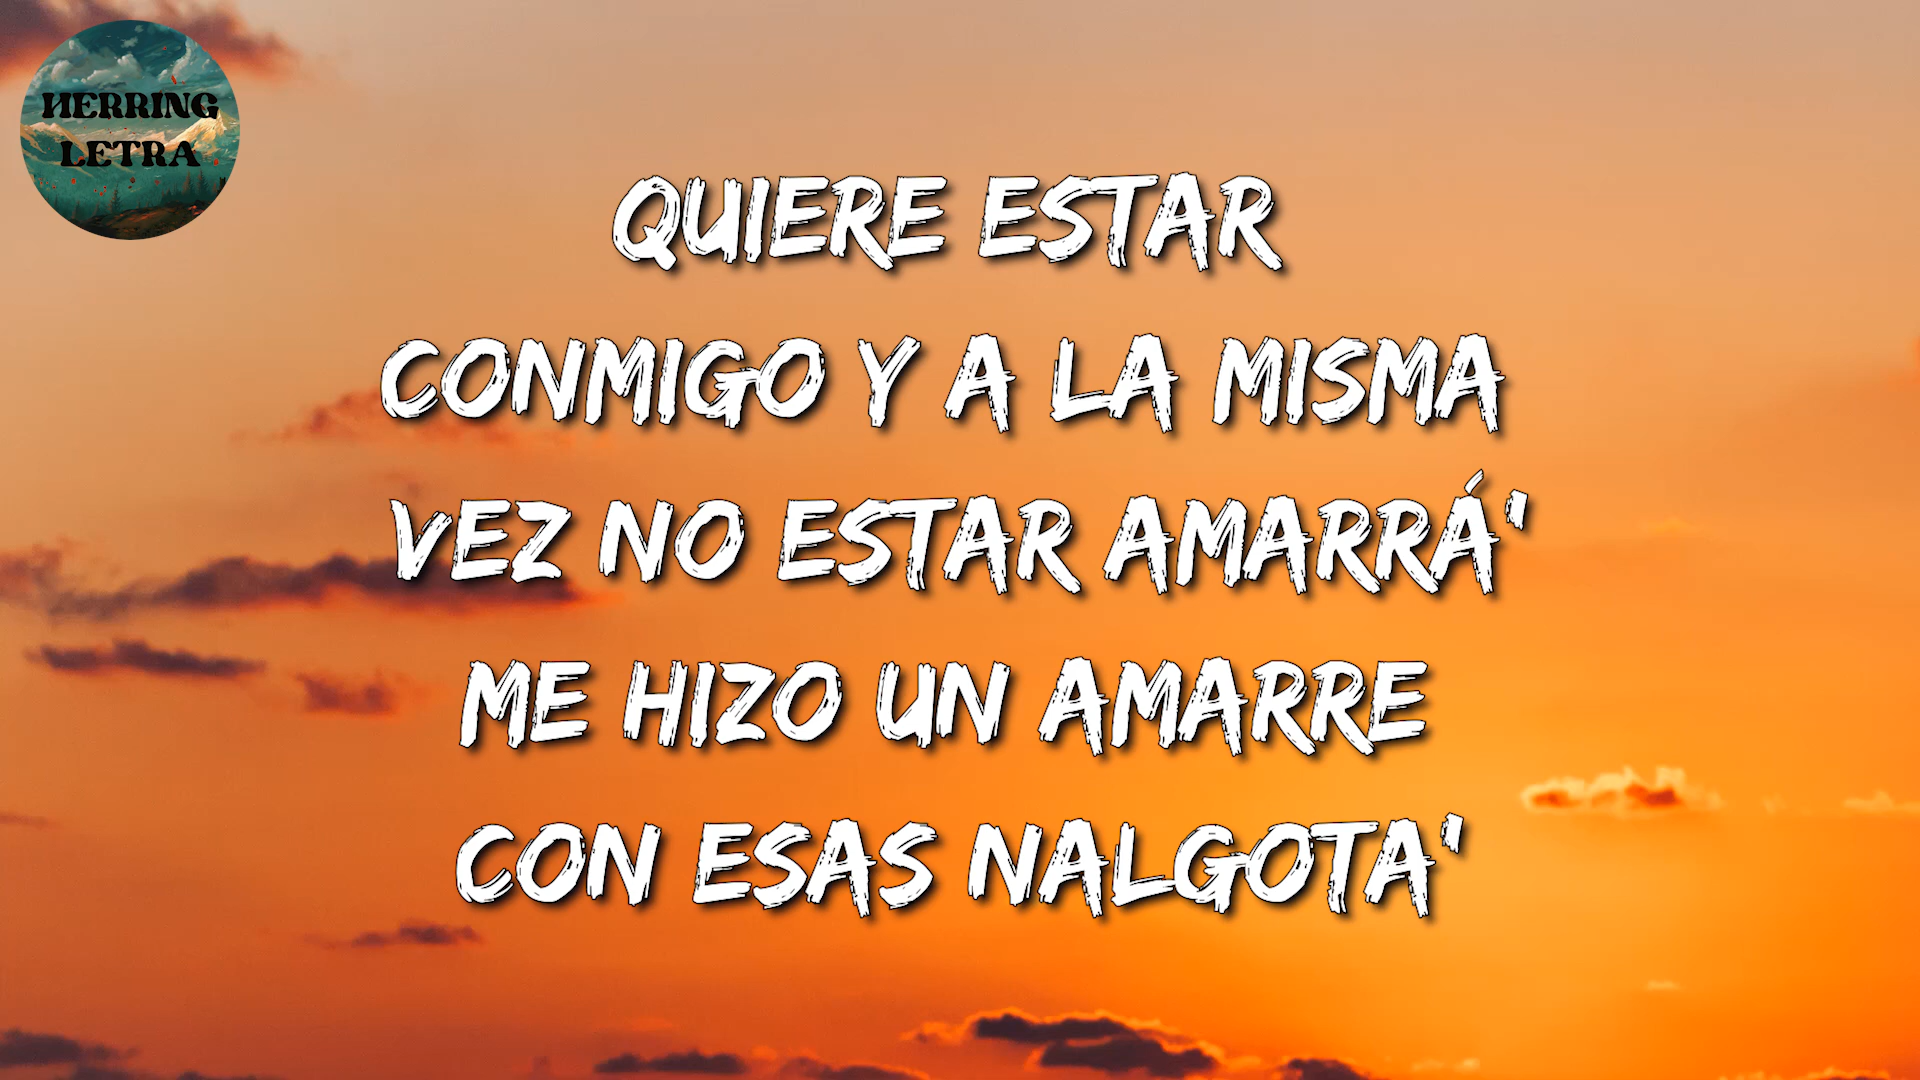 HERRING
LETRA
QUIERE ESTAR
CONMIGO Y A LA MISMA
VEZ NO ESTAR AMARRÁ'
ME HIZO UN AMARRE
CON ESAS NALGOTA'